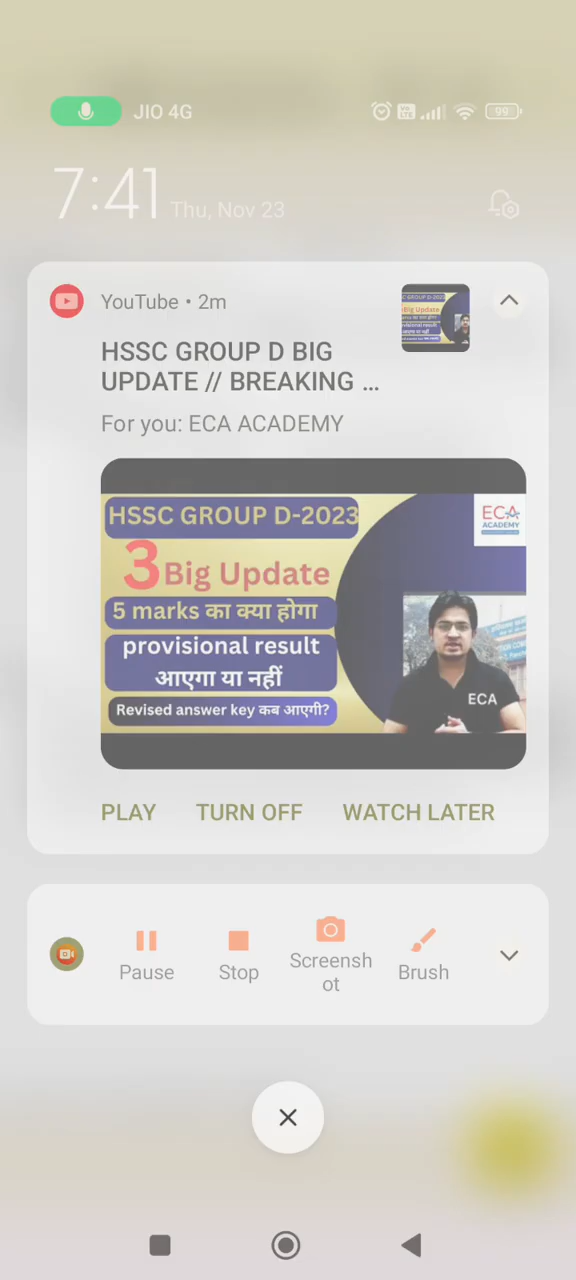 JIO 4G
99
7:41 Thu, Nov 23
YouTube • 2m
HSSC GROUP D BIG
UPDATE // BREAKING ...
For you: ECA ACADEMY
HSSC GROUP D-2023
ECA
ACADEMY
3 Big Update
5 marks का क्या होगा
provisional result
आएगा या नहीं
ECA
Revised answer key कब आएगी?
PLAY TURN OFF WATCH LATER
Pause Stop Screensh
ot Brush